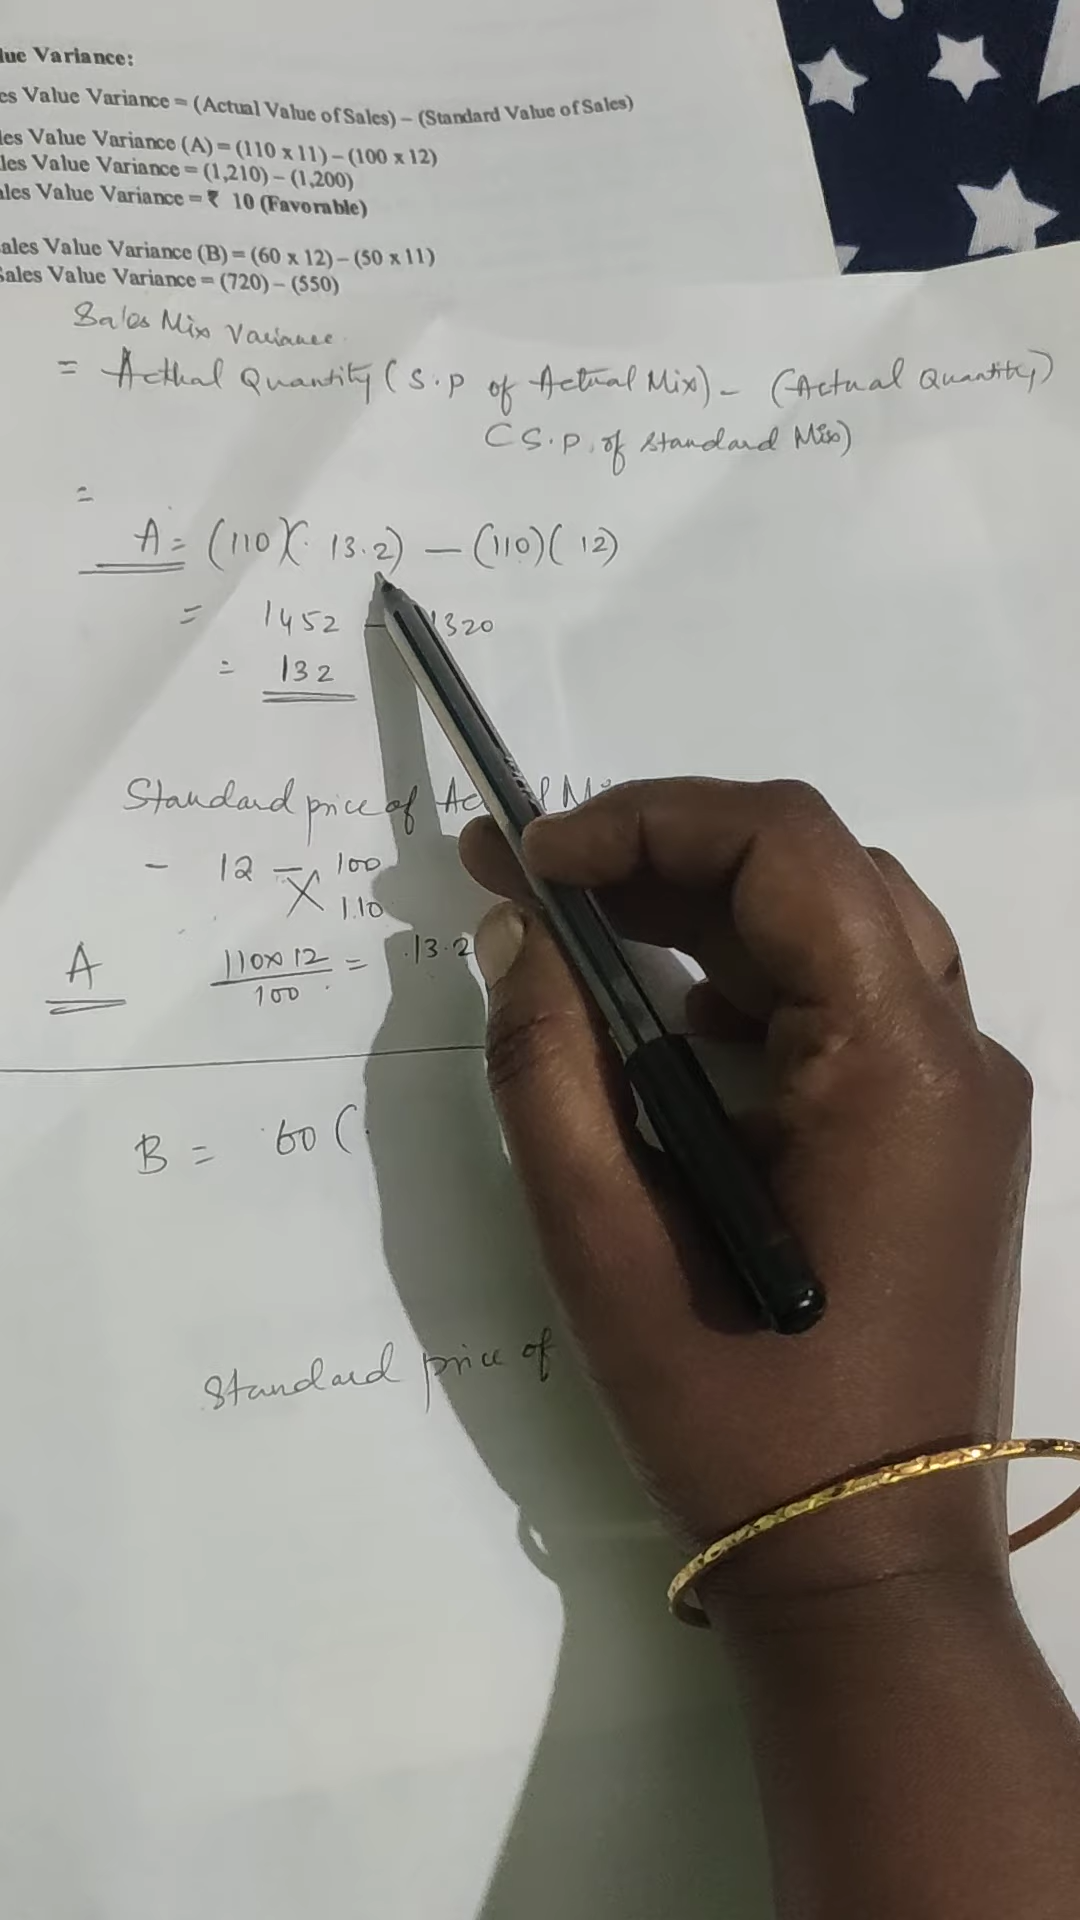 lue Variance:
es Value Variance = (Actual Value of Sales) – (Standard Value of Sales)
les Value Variance (A) = (110 x 11) – (100 x 12)
les Value Variance = (1,210) – (1,200)
ales Value Variance = ₹ 10 (Favorable)
ales Value Variance (B) = (60 x 12) – (50 x 11)
Sales Value Variance = (720) – (550)
Sales Mix Variance.
= Actual Quantity (S.P of Actual Mix) – (Actual Quantity)
(S.P. of Standard Mix)
=
A = (110)(13.2) – (110)(12)
= 1452 – 1320
= 132
Standard price of Mi
– 12 – 100
X 110
A 110x12 = 13.2
100
B = 60 (
Standard price of